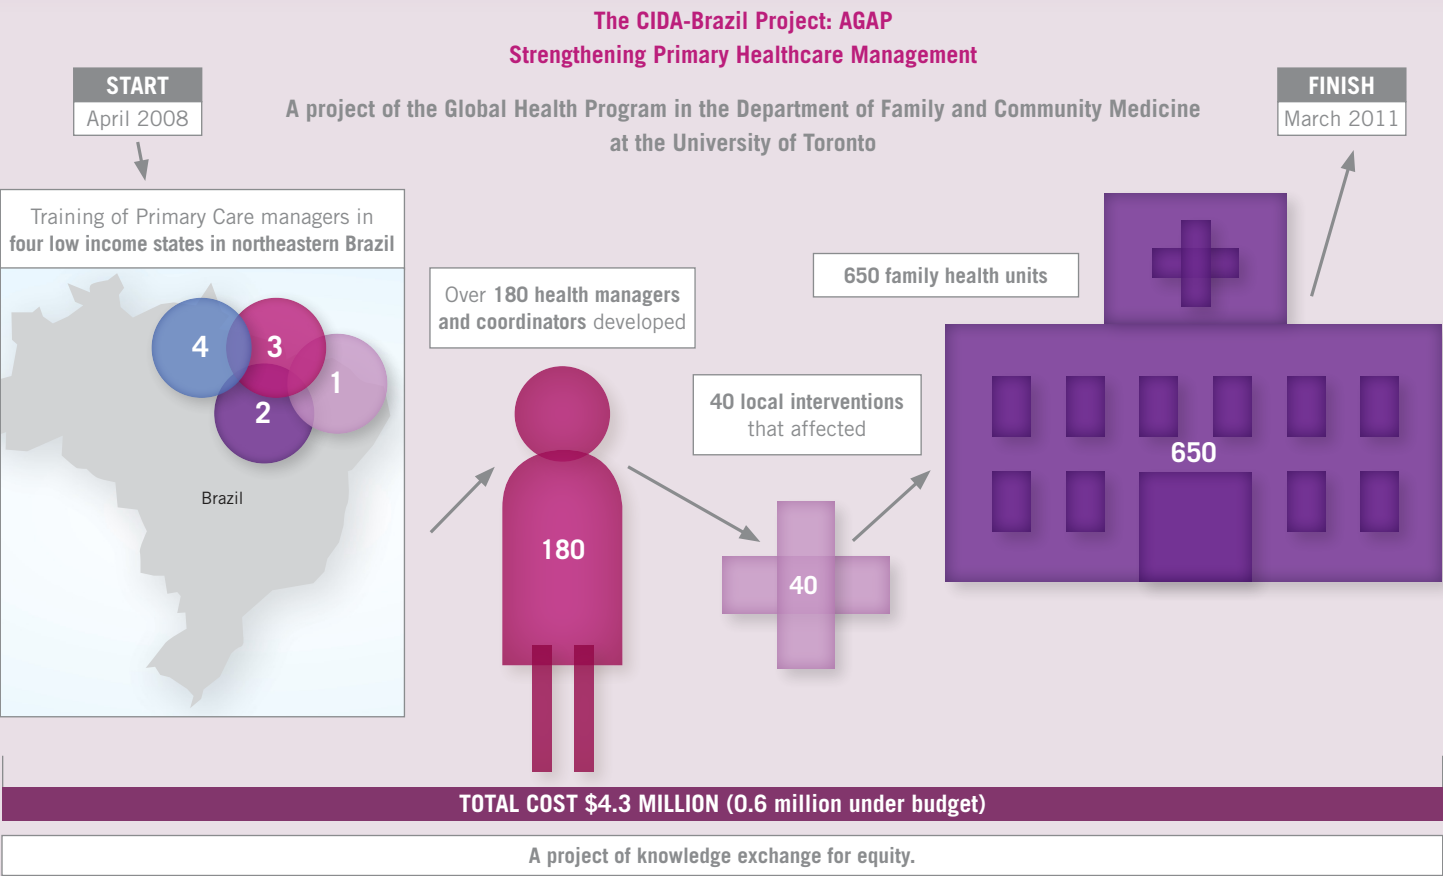 The CIDA-Brazil Project: AGAP
Strengthening Primary Healthcare Management
A project of the Global Health Program in the Department of Family and Community Medicine
at the University of Toronto
START
April 2008
FINISH
March 2011
Training of Primary Care managers in
four low income states in northeastern Brazil
4
3
1
2
Brazil
Over 180 health managers
and coordinators developed
180
40 local interventions
that affected
40
650 family health units
650
TOTAL COST $4.3 MILLION (0.6 million under budget)
A project of knowledge exchange for equity.